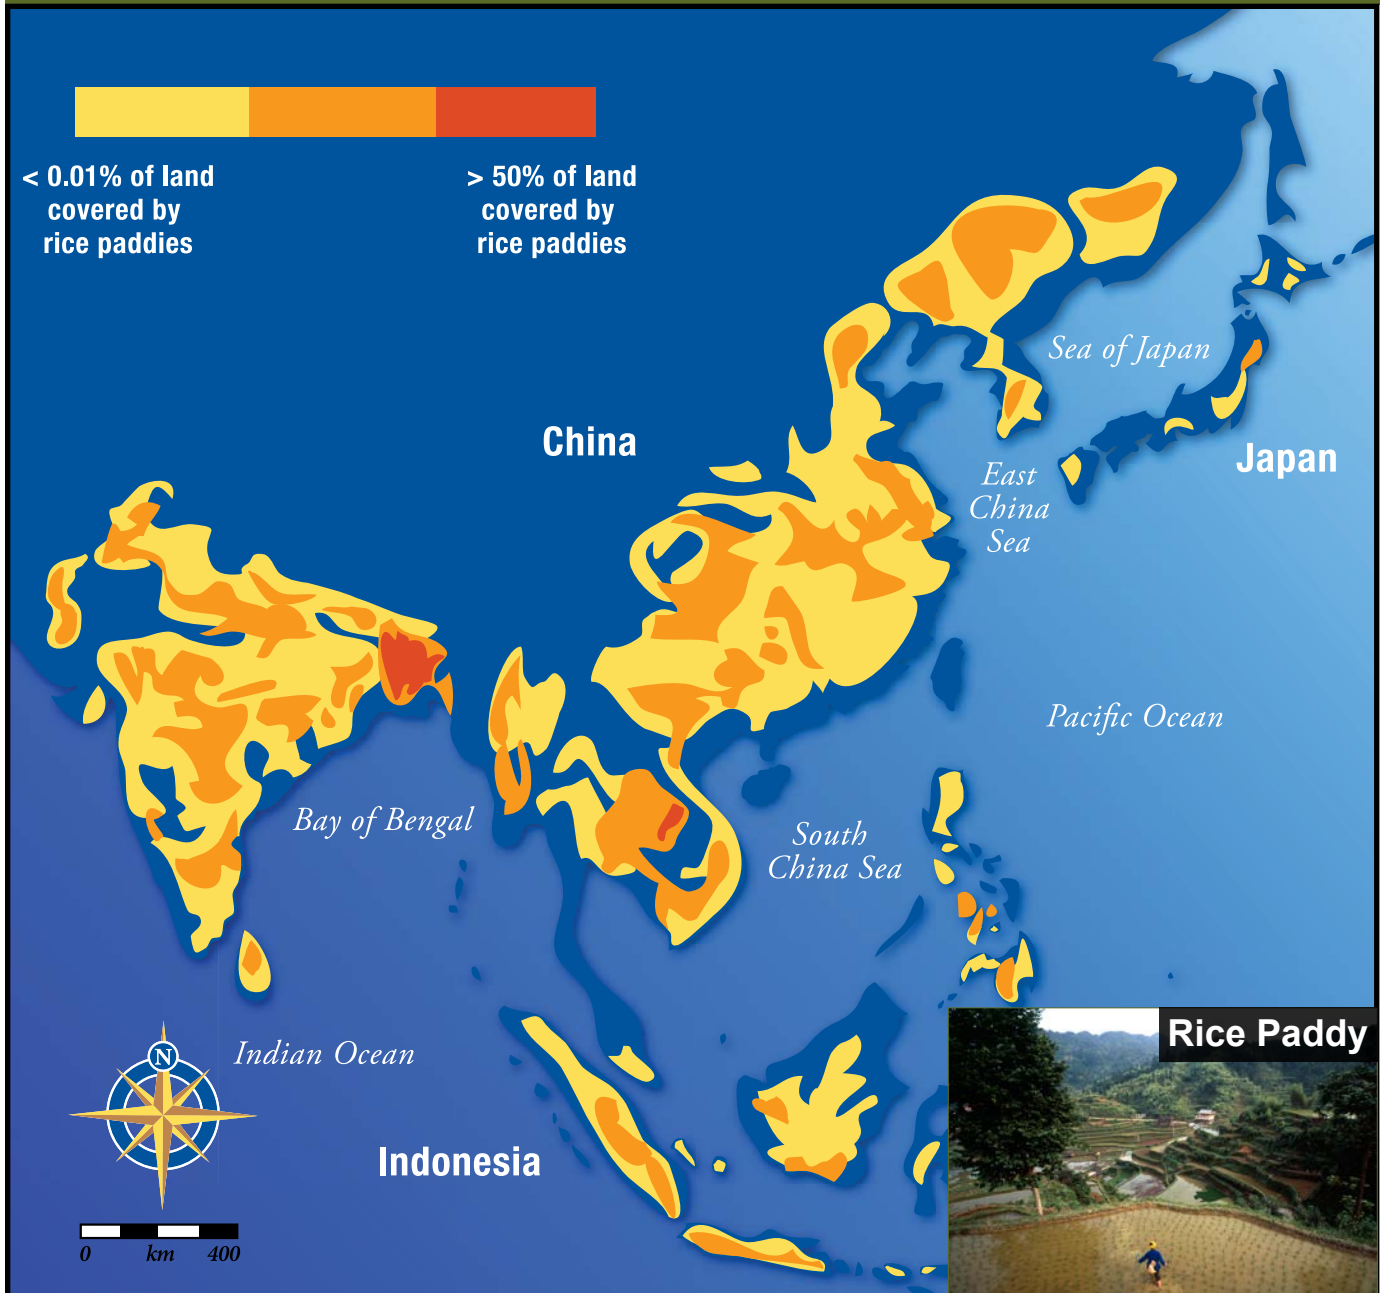 < 0.01% of land
covered by
rice paddies
> 50% of land
covered by
rice paddies
Sea of Japan
China
Japan
East
China
Sea
Pacific Ocean
Bay of Bengal
South
China Sea
Rice Paddy
N
Indian Ocean
Indonesia
0 km 400